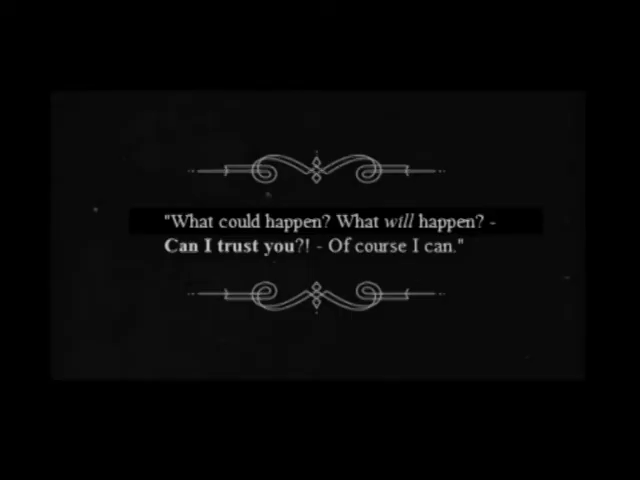 "What could happen? What will happen? -
Can I trust you?! - Of course I can."